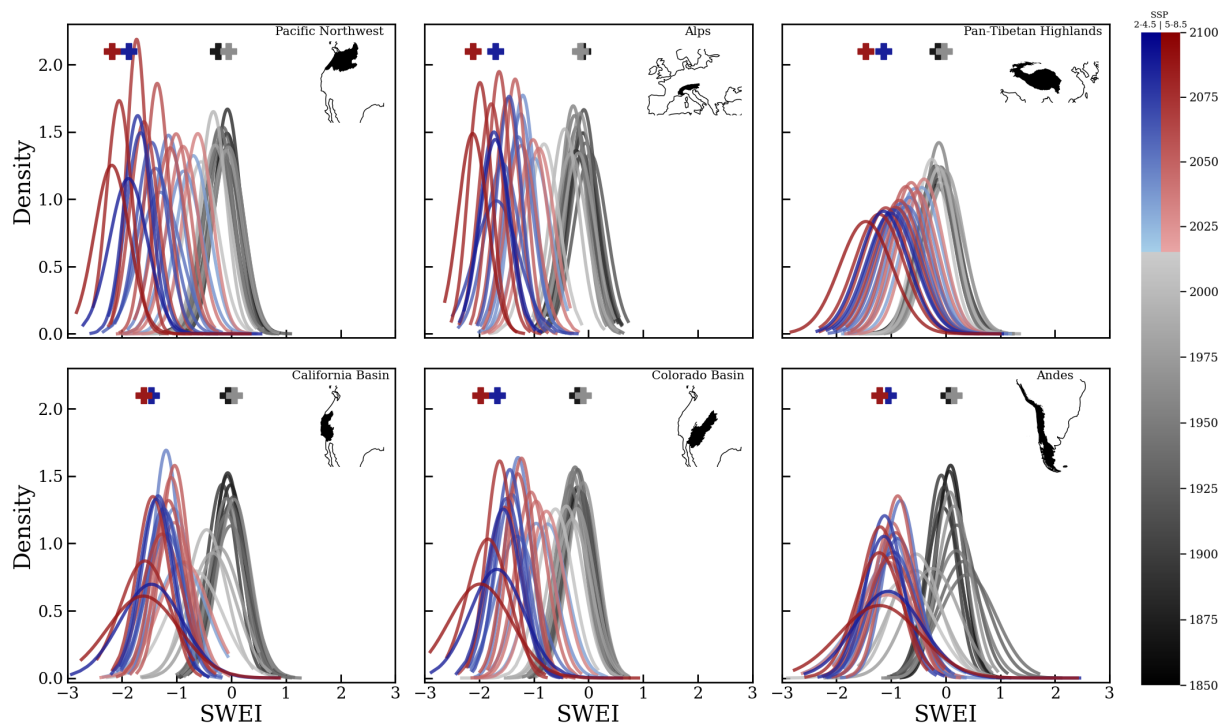 SSP
2-4.5 | 5-8.5
Pacific Northwest
Alps
Pan-Tibetan Highlands
Density
2.0
1.5
1.0
0.5
0.0
California Basin
Colorado Basin
Andes
Density
2.0
1.5
1.0
0.5
0.0
−3 −2 −1 0 1 2 3
−3 −2 −1 0 1 2 3
−3 −2 −1 0 1 2 3
SWEI
SWEI
SWEI
2100
2075
2050
2025
2000
1975
1950
1925
1900
1875
1850